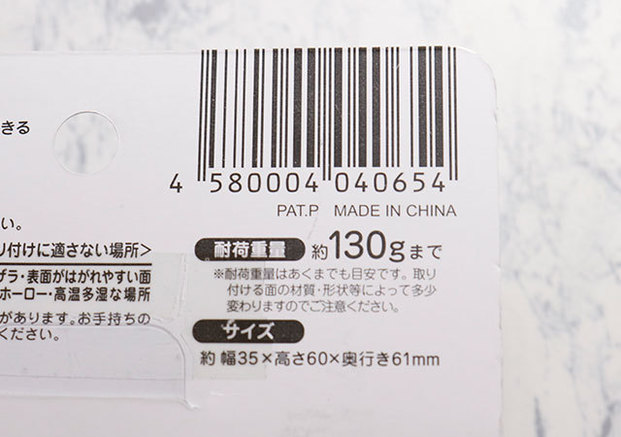 きる
4 580004 040654
PAT.P MADE IN CHINA
い。
り付けに適さない場所>
耐荷重量 約130gまで
ザラ・表面がはがれやすい面
ホーロー・高温多湿な場所
※耐荷重量はあくまでも目安です。取り
付ける面の材質・形状等によって多少
変わりますのでご注意ください。
があります。お手持ちの
ください。
サイズ
約 幅35×高さ60×奥行き61mm